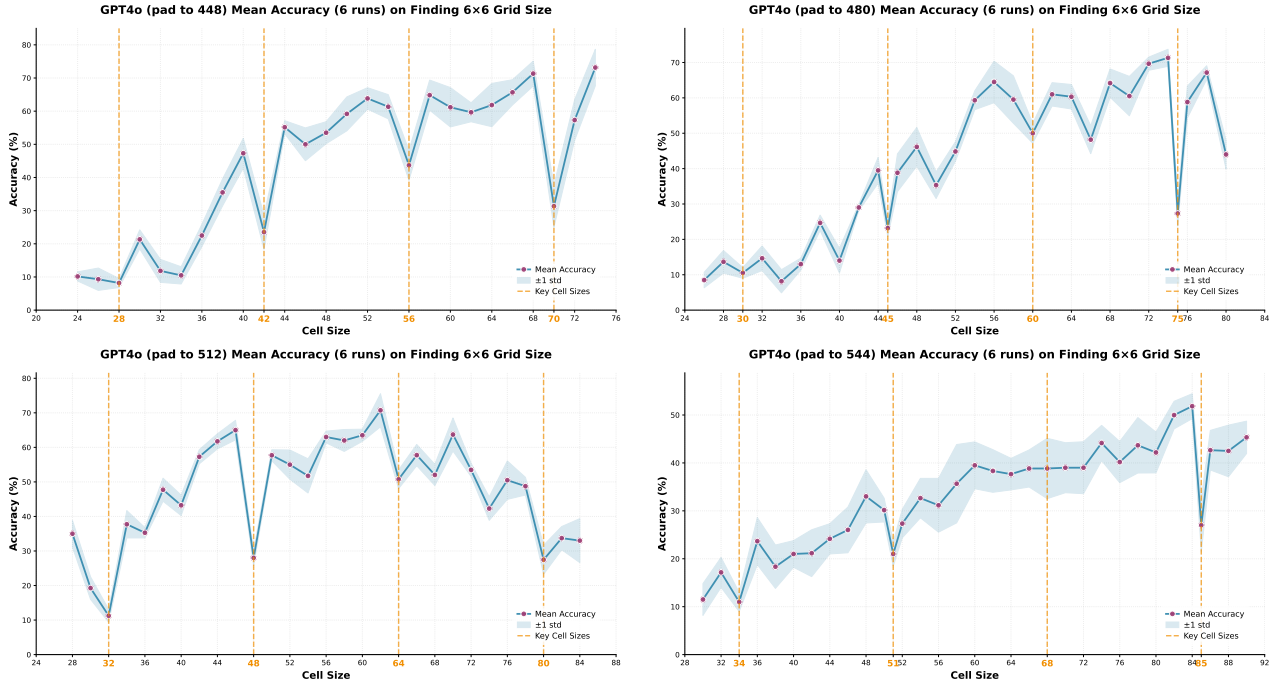 GPT4o (pad to 448) Mean Accuracy (6 runs) on Finding 6×6 Grid Size
Accuracy (%)
80
70
60
50
40
30
20
10
0
20 24 28 32 36 40 42 44 48 52 56 60 64 68 70 72 76
Cell Size
Mean Accuracy
±1 std
Key Cell Sizes
GPT4o (pad to 480) Mean Accuracy (6 runs) on Finding 6×6 Grid Size
Accuracy (%)
70
60
50
40
30
20
10
0
24 28 30 32 36 40 44 45 48 52 56 60 64 68 72 75 76 80 84
Cell Size
Mean Accuracy
±1 std
Key Cell Sizes
GPT4o (pad to 512) Mean Accuracy (6 runs) on Finding 6×6 Grid Size
Accuracy (%)
80
70
60
50
40
30
20
10
0
24 28 32 36 40 44 48 52 56 60 64 68 72 76 80 84 88
Cell Size
Mean Accuracy
±1 std
Key Cell Sizes
GPT4o (pad to 544) Mean Accuracy (6 runs) on Finding 6×6 Grid Size
Accuracy (%)
50
40
30
20
10
0
28 32 34 36 40 44 48 51 52 56 60 64 68 72 76 80 84 85 88 92
Cell Size
Mean Accuracy
±1 std
Key Cell Sizes